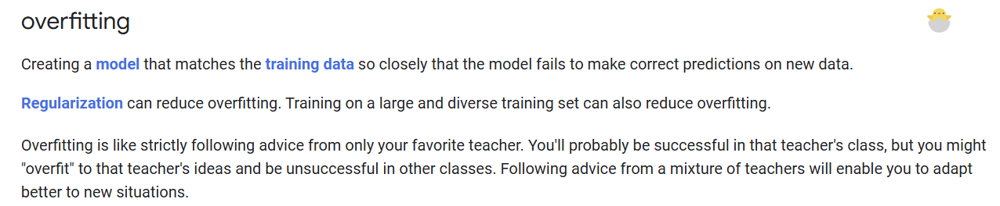 overfitting
Creating a model that matches the training data so closely that the model fails to make correct predictions on new data.
Regularization can reduce overfitting. Training on a large and diverse training set can also reduce overfitting.
Overfitting is like strictly following advice from only your favorite teacher. You'll probably be successful in that teacher's class, but you might
"overfit" to that teacher's ideas and be unsuccessful in other classes. Following advice from a mixture of teachers will enable you to adapt
better to new situations.